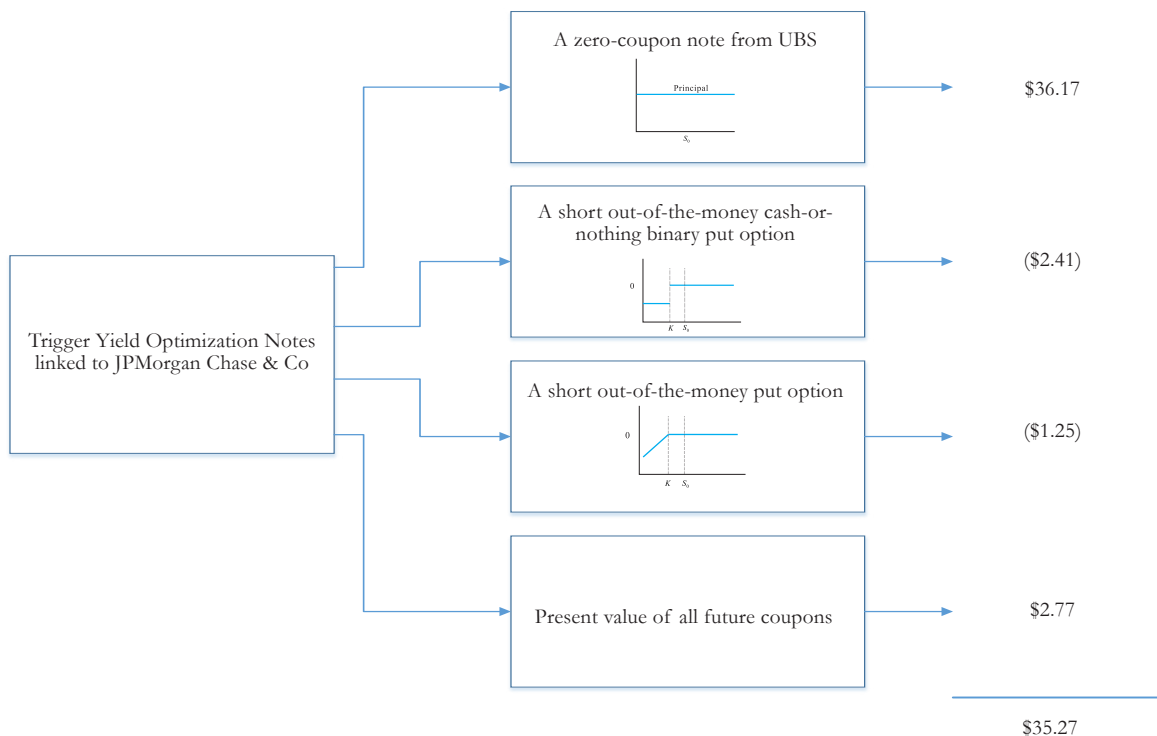 A zero-coupon note from UBS
Principal
S0
$36.17
A short out-of-the-money cash-or-
nothing binary put option
0
K S0
($2.41)
Trigger Yield Optimization Notes
linked to JPMorgan Chase & Co
A short out-of-the-money put option
0
K S0
($1.25)
Present value of all future coupons
$2.77
$35.27